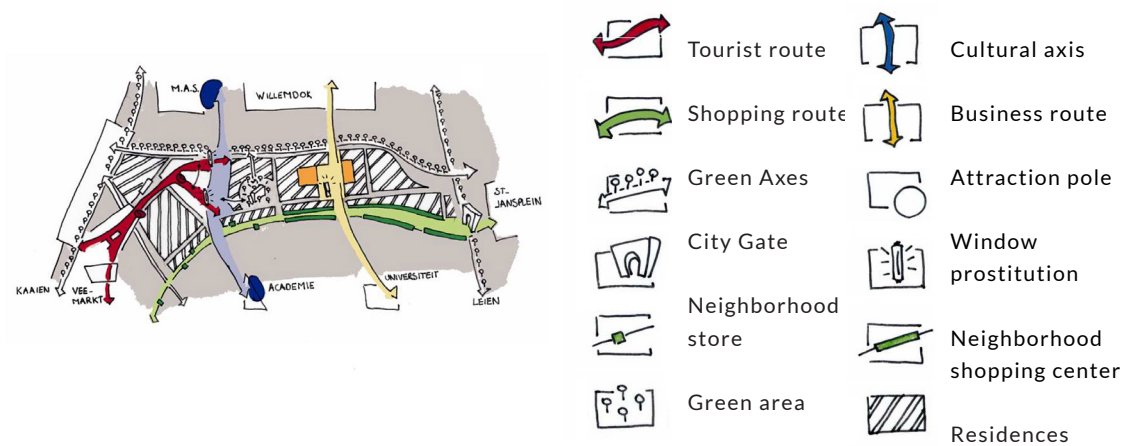 M.A.S.
WILLEMDOK
ST-
JANSPLEIN
KAAIEN
VEE-
MARKT
ACADEMIE
UNIVERSITEIT
LEIEN
Tourist route
Shopping route
Green Axes
City Gate
Neighborhood
store
Green area
Cultural axis
Business route
Attraction pole
Window
prostitution
Neighborhood
shopping center
Residences